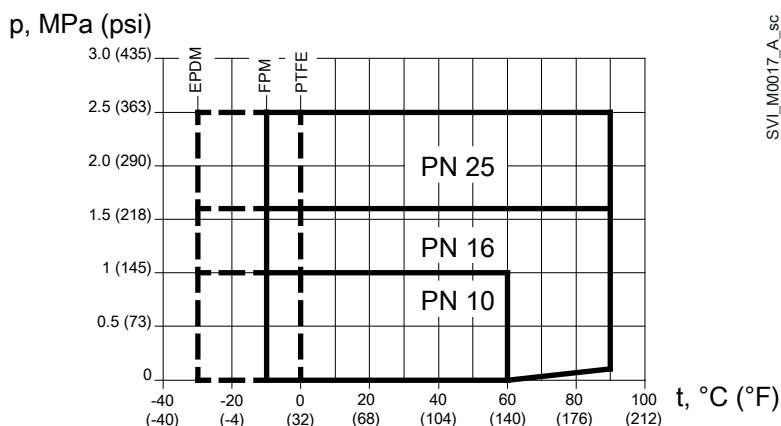 p, MPa (psi)
3.0 (435)
2.5 (363)
2.0 (290)
1.5 (218)
1 (145)
0.5 (73)
0
EPDM
FPM
PTFE
PN 25
PN 16
PN 10
-40 -20 0 20 40 60 80 100
(-40) (-4) (32) (68) (104) (140) (176) (212)
t, °C (°F)
SVI_M0017_A_sc